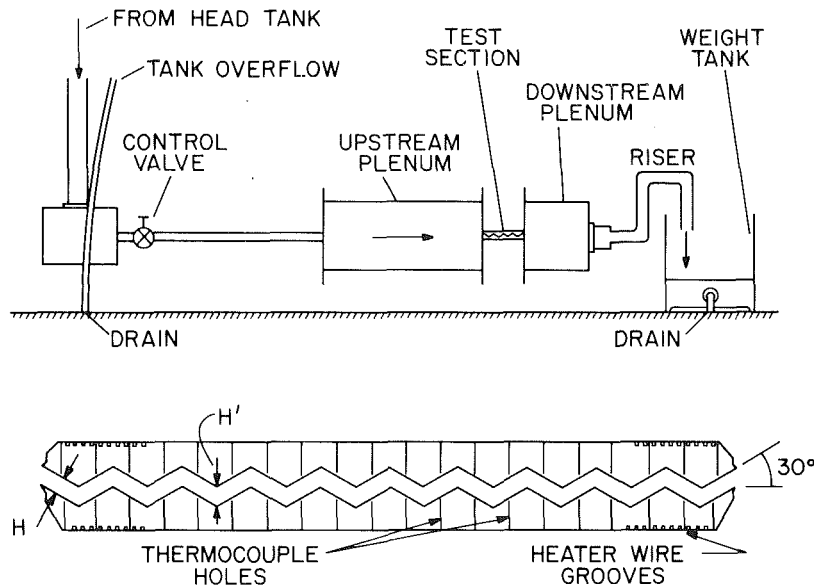 FROM HEAD TANK
TANK OVERFLOW
CONTROL
VALVE
UPSTREAM
PLENUM
TEST
SECTION
DOWNSTREAM
PLENUM
RISER
WEIGHT
TANK
DRAIN
DRAIN
H'
H
30°
THERMOCOUPLE
HOLES
HEATER WIRE
GROOVES